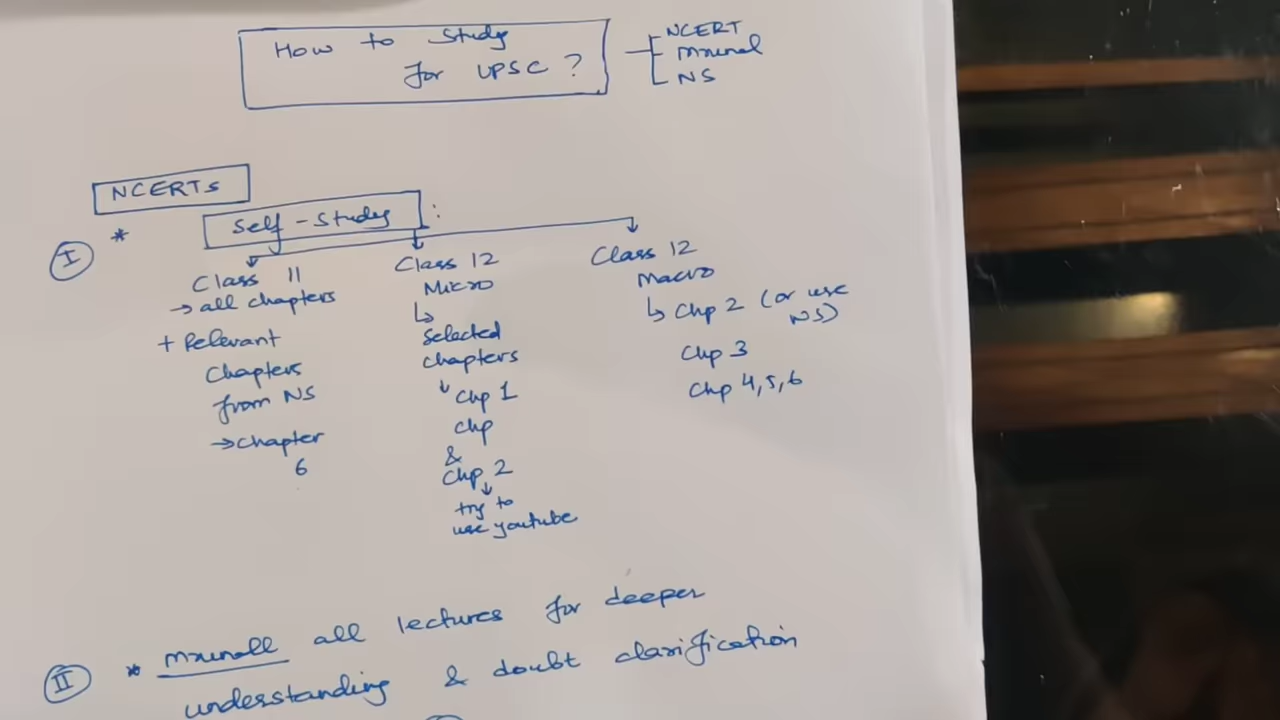 How to Study
for UPSC ?
NCERT
Mrunal
NS
NCERTs
I * Self-Study :
Class 11
→ all chapters
+ Relevant
Chapters
from NS
→ Chapter
6
Class 12
Micro
↳
Selected
chapters
↓ Chp 1
Chp
&
Chp 2
↓
try to
use youtube
Class 12
Macro
↳ Chp 2 (or use
NS)
Chp 3
Chp 4,5,6
II * Mrunall all lectures for deeper
understanding & doubt clarification